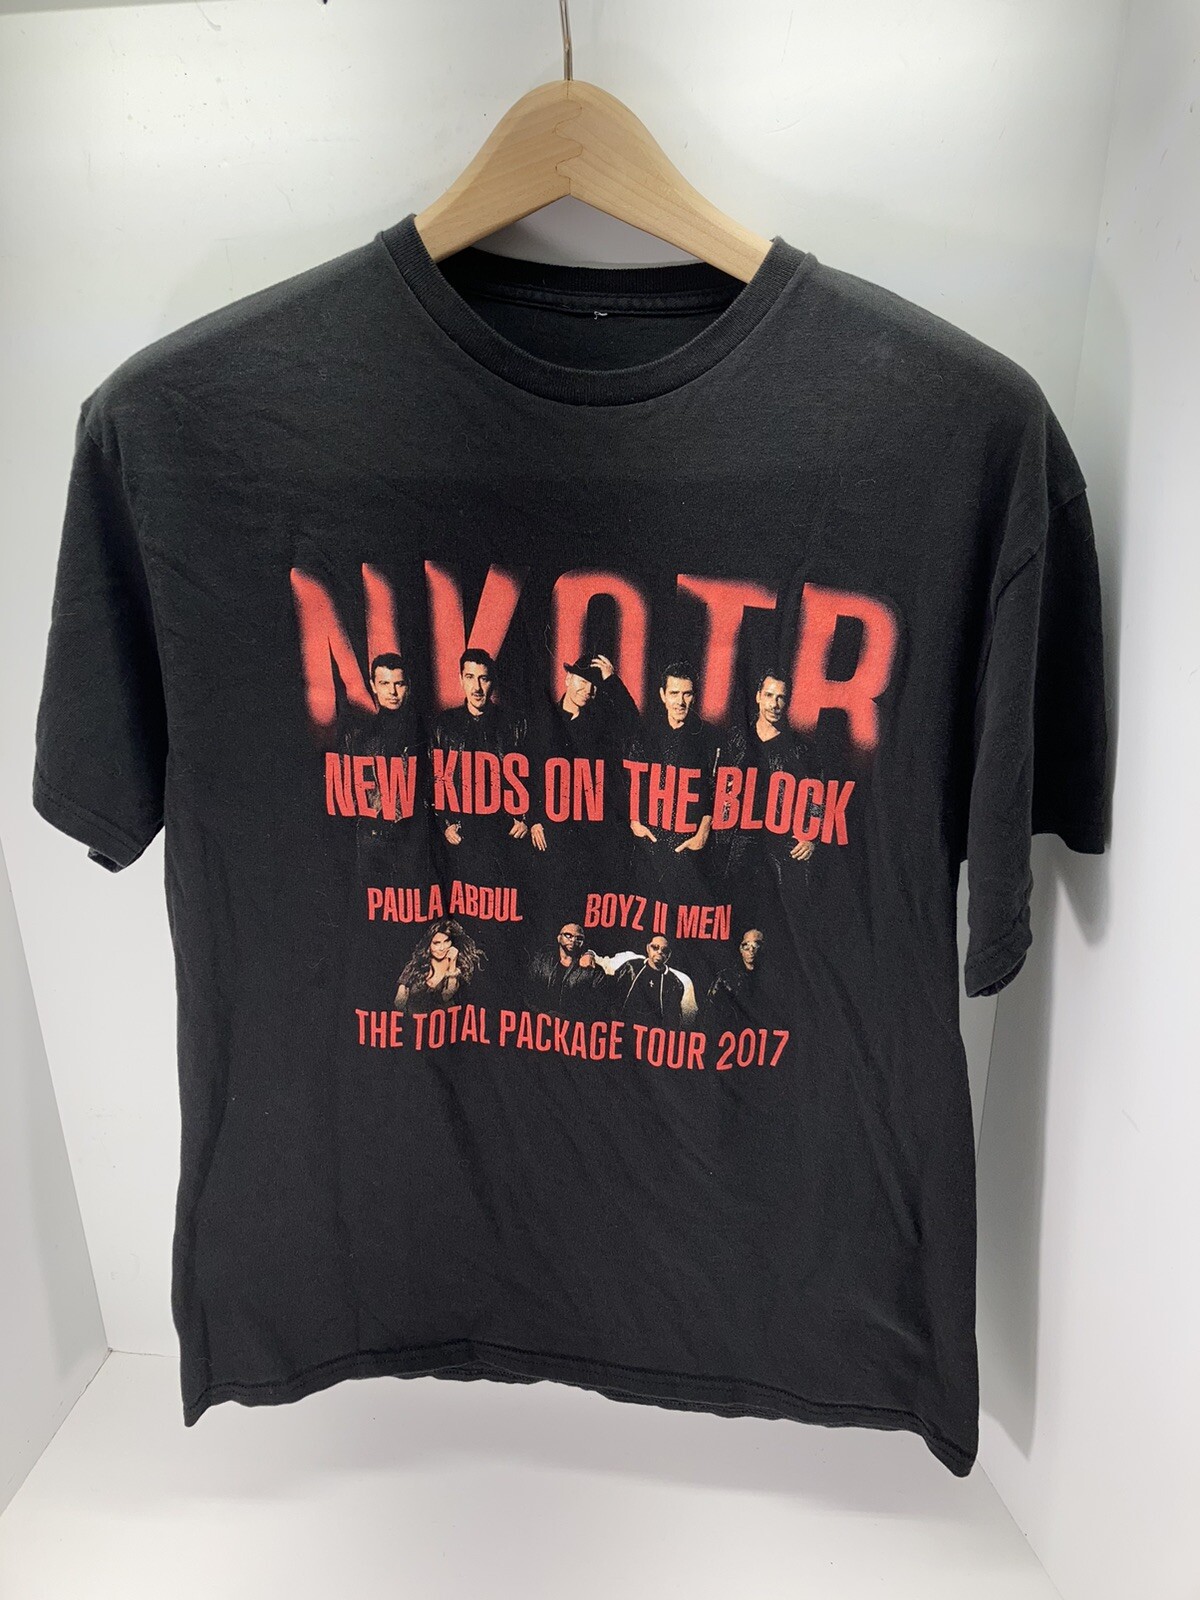 NKOTB
NEW KIDS ON THE BLOCK
PAULA ABDUL BOYZ II MEN
THE TOTAL PACKAGE TOUR 2017